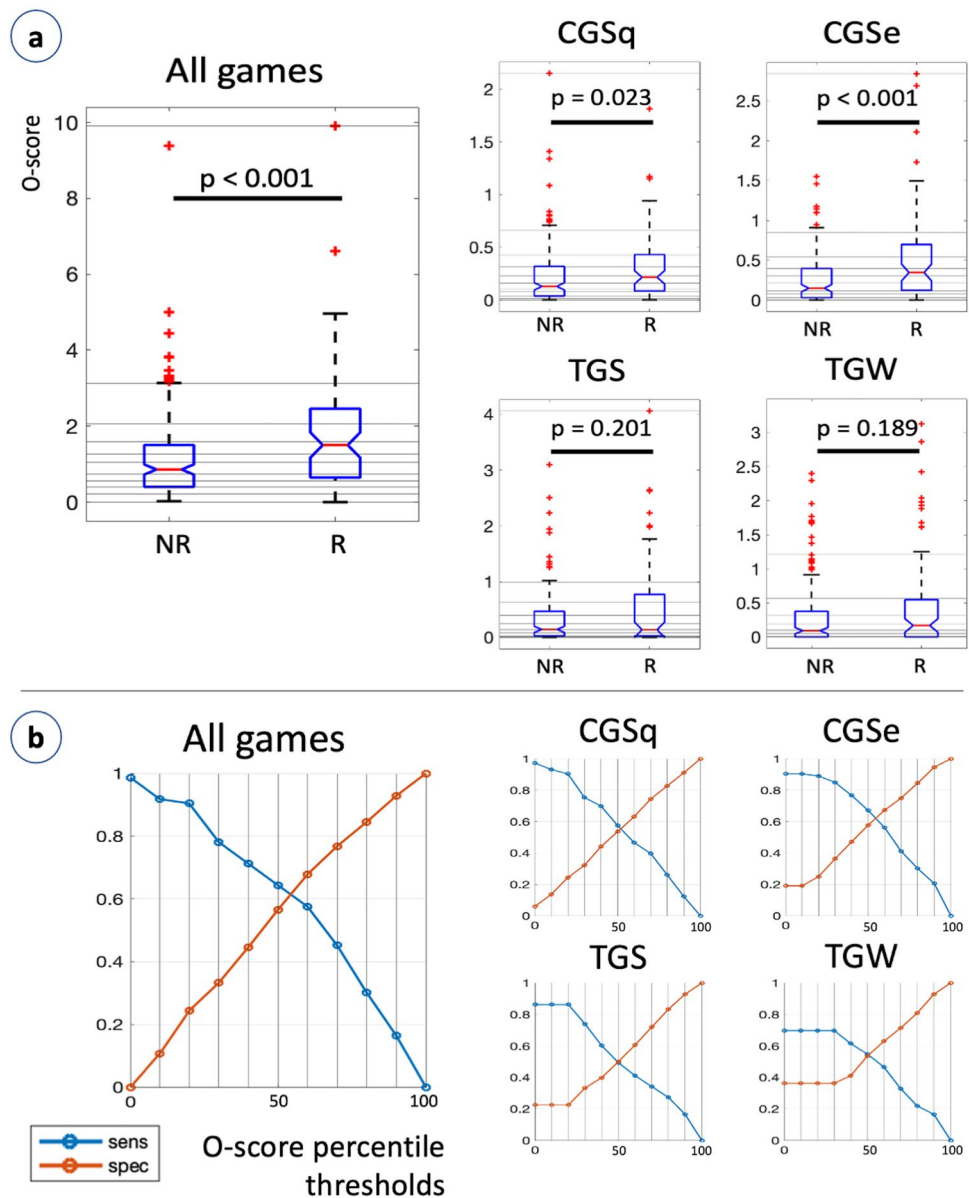 a
All games
O-score
10
8
6
4
2
0
p < 0.001
NR
R
CGSq
2
1.5
1
0.5
0
p = 0.023
NR
R
CGSe
2.5
2
1.5
1
0.5
0
p < 0.001
NR
R
TGS
4
3
2
1
0
p = 0.201
NR
R
TGW
3
2.5
2
1.5
1
0.5
0
p = 0.189
NR
R
b
All games
1
0.8
0.6
0.4
0.2
0
0
50
100
sens
spec
O-score percentile
thresholds
CGSq
1
0.8
0.6
0.4
0.2
0
0
50
100
CGSe
1
0.8
0.6
0.4
0.2
0
0
50
100
TGS
1
0.8
0.6
0.4
0.2
0
0
50
100
TGW
1
0.8
0.6
0.4
0.2
0
0
50
100